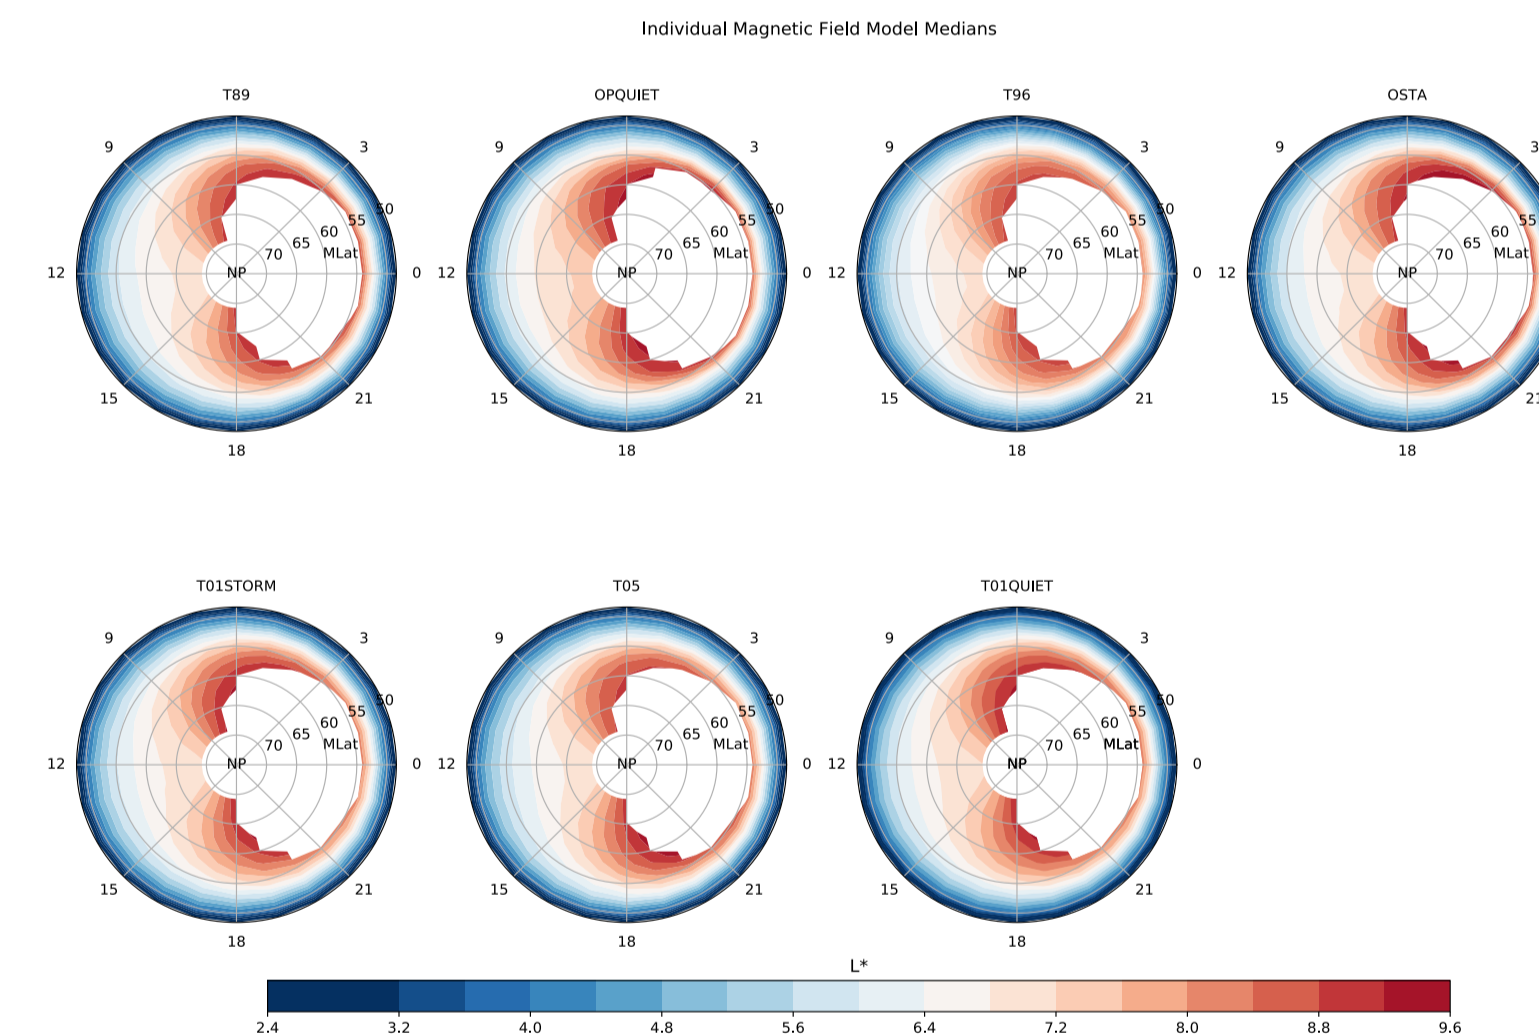 Individual Magnetic Field Model Medians
T89 OPQUIET T96 OSTA
9 3 9 3 9 3 9 3
50 50 50
55 55 55 55
60 60 60 60
65 65 65 65
70 70 70 70
MLat MLat MLat MLat
12 NP 0 12 NP 0 12 NP 0 12 NP
15 21 15 21 15 21 15 21
18 18 18 18
T01STORM T05 T01QUIET
9 3 9 3 9 3
50 50 50
55 55 55
60 60 60
65 65 65
70 70 70
MLat MLat MLat
12 NP 0 12 NP 0 12 NP 0
15 21 15 21 15 21
18 18 18
L*
2.4 3.2 4.0 4.8 5.6 6.4 7.2 8.0 8.8 9.6